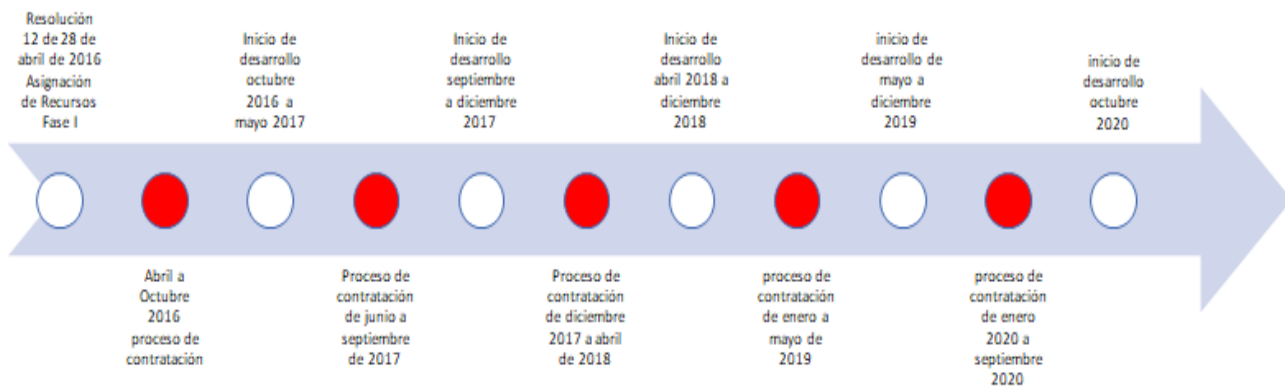 Resolución
12 de 28 de
abril de 2016
Asignación
de Recursos
Fase I
Abril a
Octubre
2016
proceso de
contratación
Inicio de
desarrollo
octubre
2016 a
mayo 2017
Proceso de
contratación
de junio a
septiembre
de 2017
Inicio de
desarrollo
septiembre
a diciembre
2017
Proceso de
contratación
de diciembre
2017 a abril
de 2018
Inicio de
desarrollo
abril 2018 a
diciembre
2018
proceso de
contratación
de enero a
mayo de
2019
inicio de
desarrollo de
mayo a
diciembre
2019
proceso de
contratación
de enero
2020 a
septiembre
2020
inicio de
desarrollo
octubre
2020